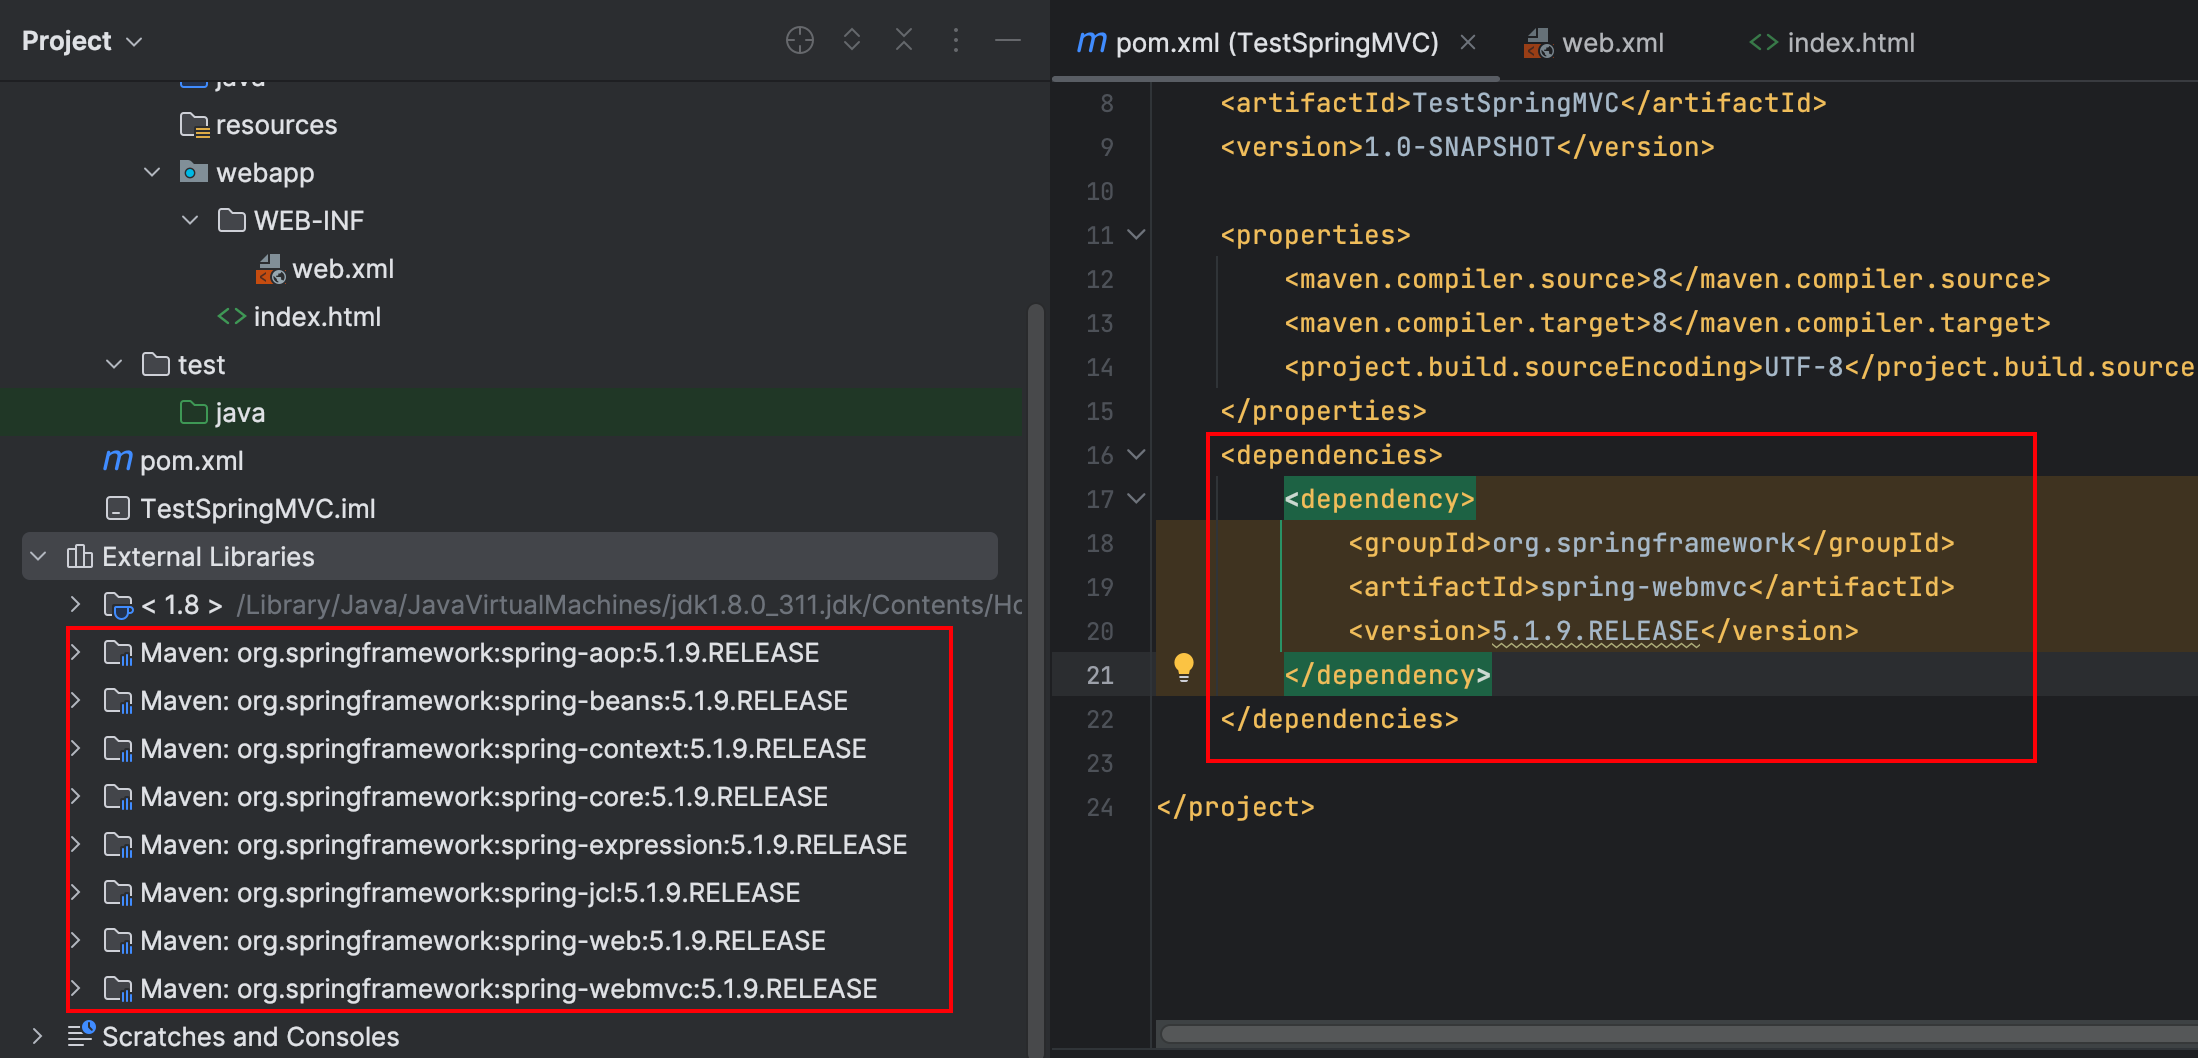 Project
java
resources
webapp
WEB-INF
web.xml
index.html
test
java
pom.xml
TestSpringMVC.iml
External Libraries
< 1.8 > /Library/Java/JavaVirtualMachines/jdk1.8.0_311.jdk/Contents/Ho
Maven: org.springframework:spring-aop:5.1.9.RELEASE
Maven: org.springframework:spring-beans:5.1.9.RELEASE
Maven: org.springframework:spring-context:5.1.9.RELEASE
Maven: org.springframework:spring-core:5.1.9.RELEASE
Maven: org.springframework:spring-expression:5.1.9.RELEASE
Maven: org.springframework:spring-jcl:5.1.9.RELEASE
Maven: org.springframework:spring-web:5.1.9.RELEASE
Maven: org.springframework:spring-webmvc:5.1.9.RELEASE
Scratches and Consoles
pom.xml (TestSpringMVC) web.xml index.html
8 <artifactId>TestSpringMVC</artifactId>
9 <version>1.0-SNAPSHOT</version>
10
11 <properties>
12 <maven.compiler.source>8</maven.compiler.source>
13 <maven.compiler.target>8</maven.compiler.target>
14 <project.build.sourceEncoding>UTF-8</project.build.source
15 </properties>
16 <dependencies>
17 <dependency>
18 <groupId>org.springframework</groupId>
19 <artifactId>spring-webmvc</artifactId>
20 <version>5.1.9.RELEASE</version>
21 </dependency>
22 </dependencies>
23
24 </project>